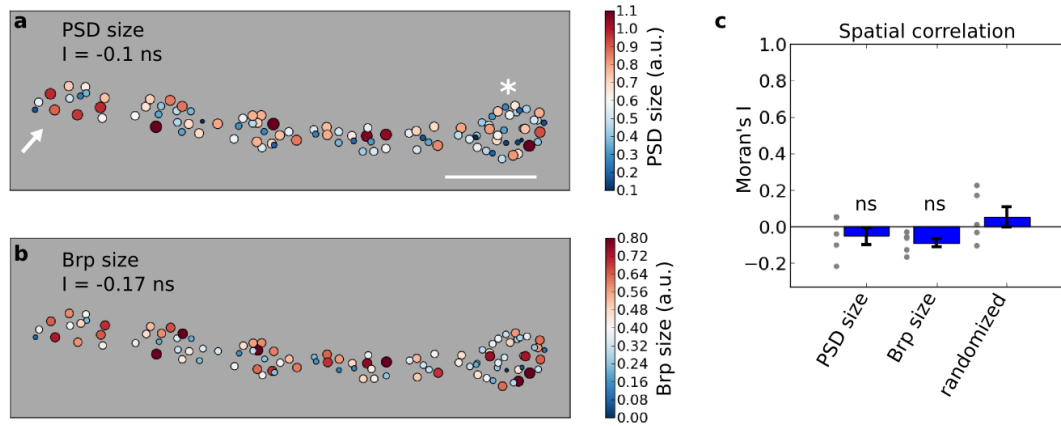 a
PSD size
I = -0.1 ns
*
1.1
1.0
0.9
0.8
0.7
0.6
0.5
0.4
0.3
0.2
0.1
PSD size (a.u.)
b
Brp size
I = -0.17 ns
0.80
0.72
0.64
0.56
0.48
0.40
0.32
0.24
0.16
0.08
0.00
Brp size (a.u.)
c
Spatial correlation
1.0
0.8
0.6
0.4
0.2
0.0
−0.2
Moran's I
ns
ns
PSD size
Brp size
randomized